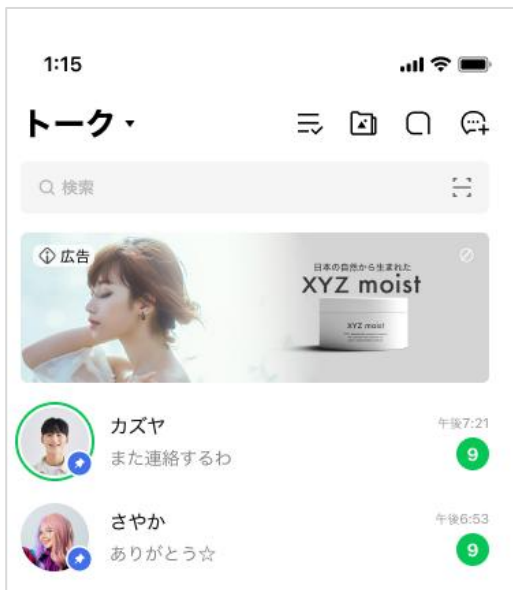 1:15
トーク
検索
広告
日本の自然から生まれた
XYZ moist
XYZ moist
カズヤ
午後7:21
また連絡するわ
9
さやか
午後6:53
ありがとう☆
9